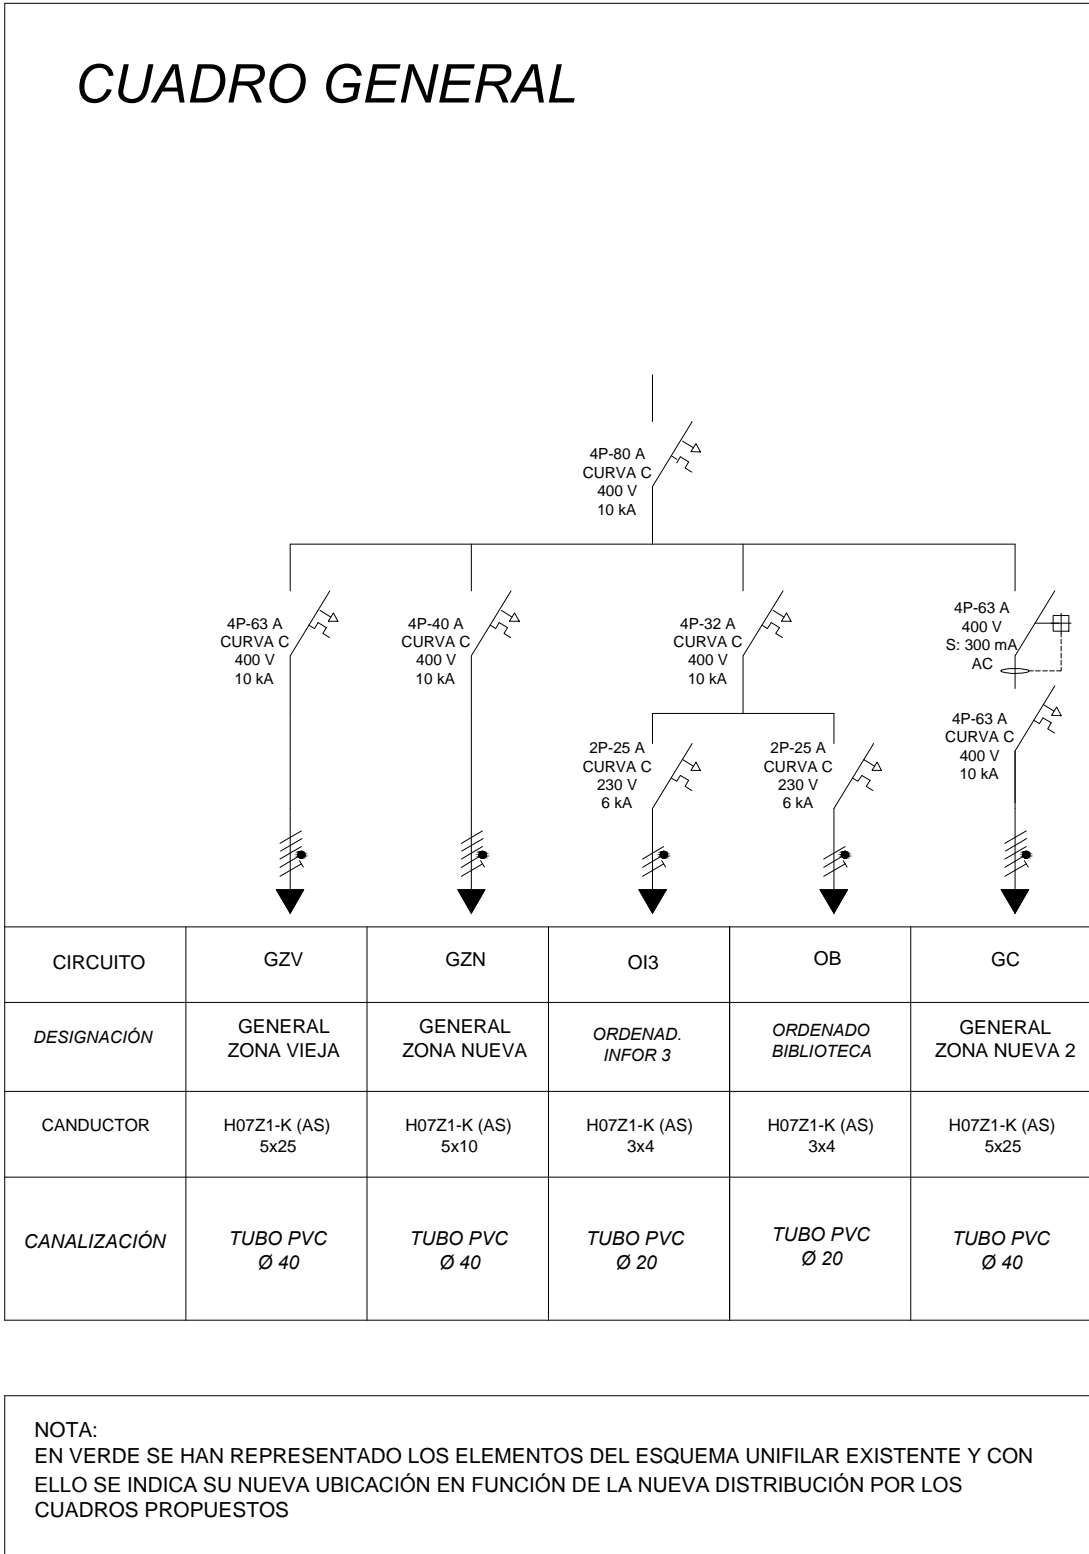 CUADRO GENERAL
4P-80 A
CURVA C
400 V
10 kA
4P-63 A
CURVA C
400 V
10 kA
4P-40 A
CURVA C
400 V
10 kA
4P-32 A
CURVA C
400 V
10 kA
4P-63 A
400 V
S: 300 mA
AC
2P-25 A
CURVA C
230 V
6 kA
2P-25 A
CURVA C
230 V
6 kA
4P-63 A
CURVA C
400 V
10 kA
CIRCUITO GZV GZN OI3 OB GC
DESIGNACIÓN
GENERAL
ZONA VIEJA
GENERAL
ZONA NUEVA
ORDENAD.
INFOR 3
ORDENADO
BIBLIOTECA
GENERAL
ZONA NUEVA 2
CANDUCTOR
H07Z1-K (AS)
5x25
H07Z1-K (AS)
5x10
H07Z1-K (AS)
3x4
H07Z1-K (AS)
3x4
H07Z1-K (AS)
5x25
CANALIZACIÓN
TUBO PVC
Ø 40
TUBO PVC
Ø 40
TUBO PVC
Ø 20
TUBO PVC
Ø 20
TUBO PVC
Ø 40
NOTA:
EN VERDE SE HAN REPRESENTADO LOS ELEMENTOS DEL ESQUEMA UNIFILAR EXISTENTE Y CON
ELLO SE INDICA SU NUEVA UBICACIÓN EN FUNCIÓN DE LA NUEVA DISTRIBUCIÓN POR LOS
CUADROS PROPUESTOS